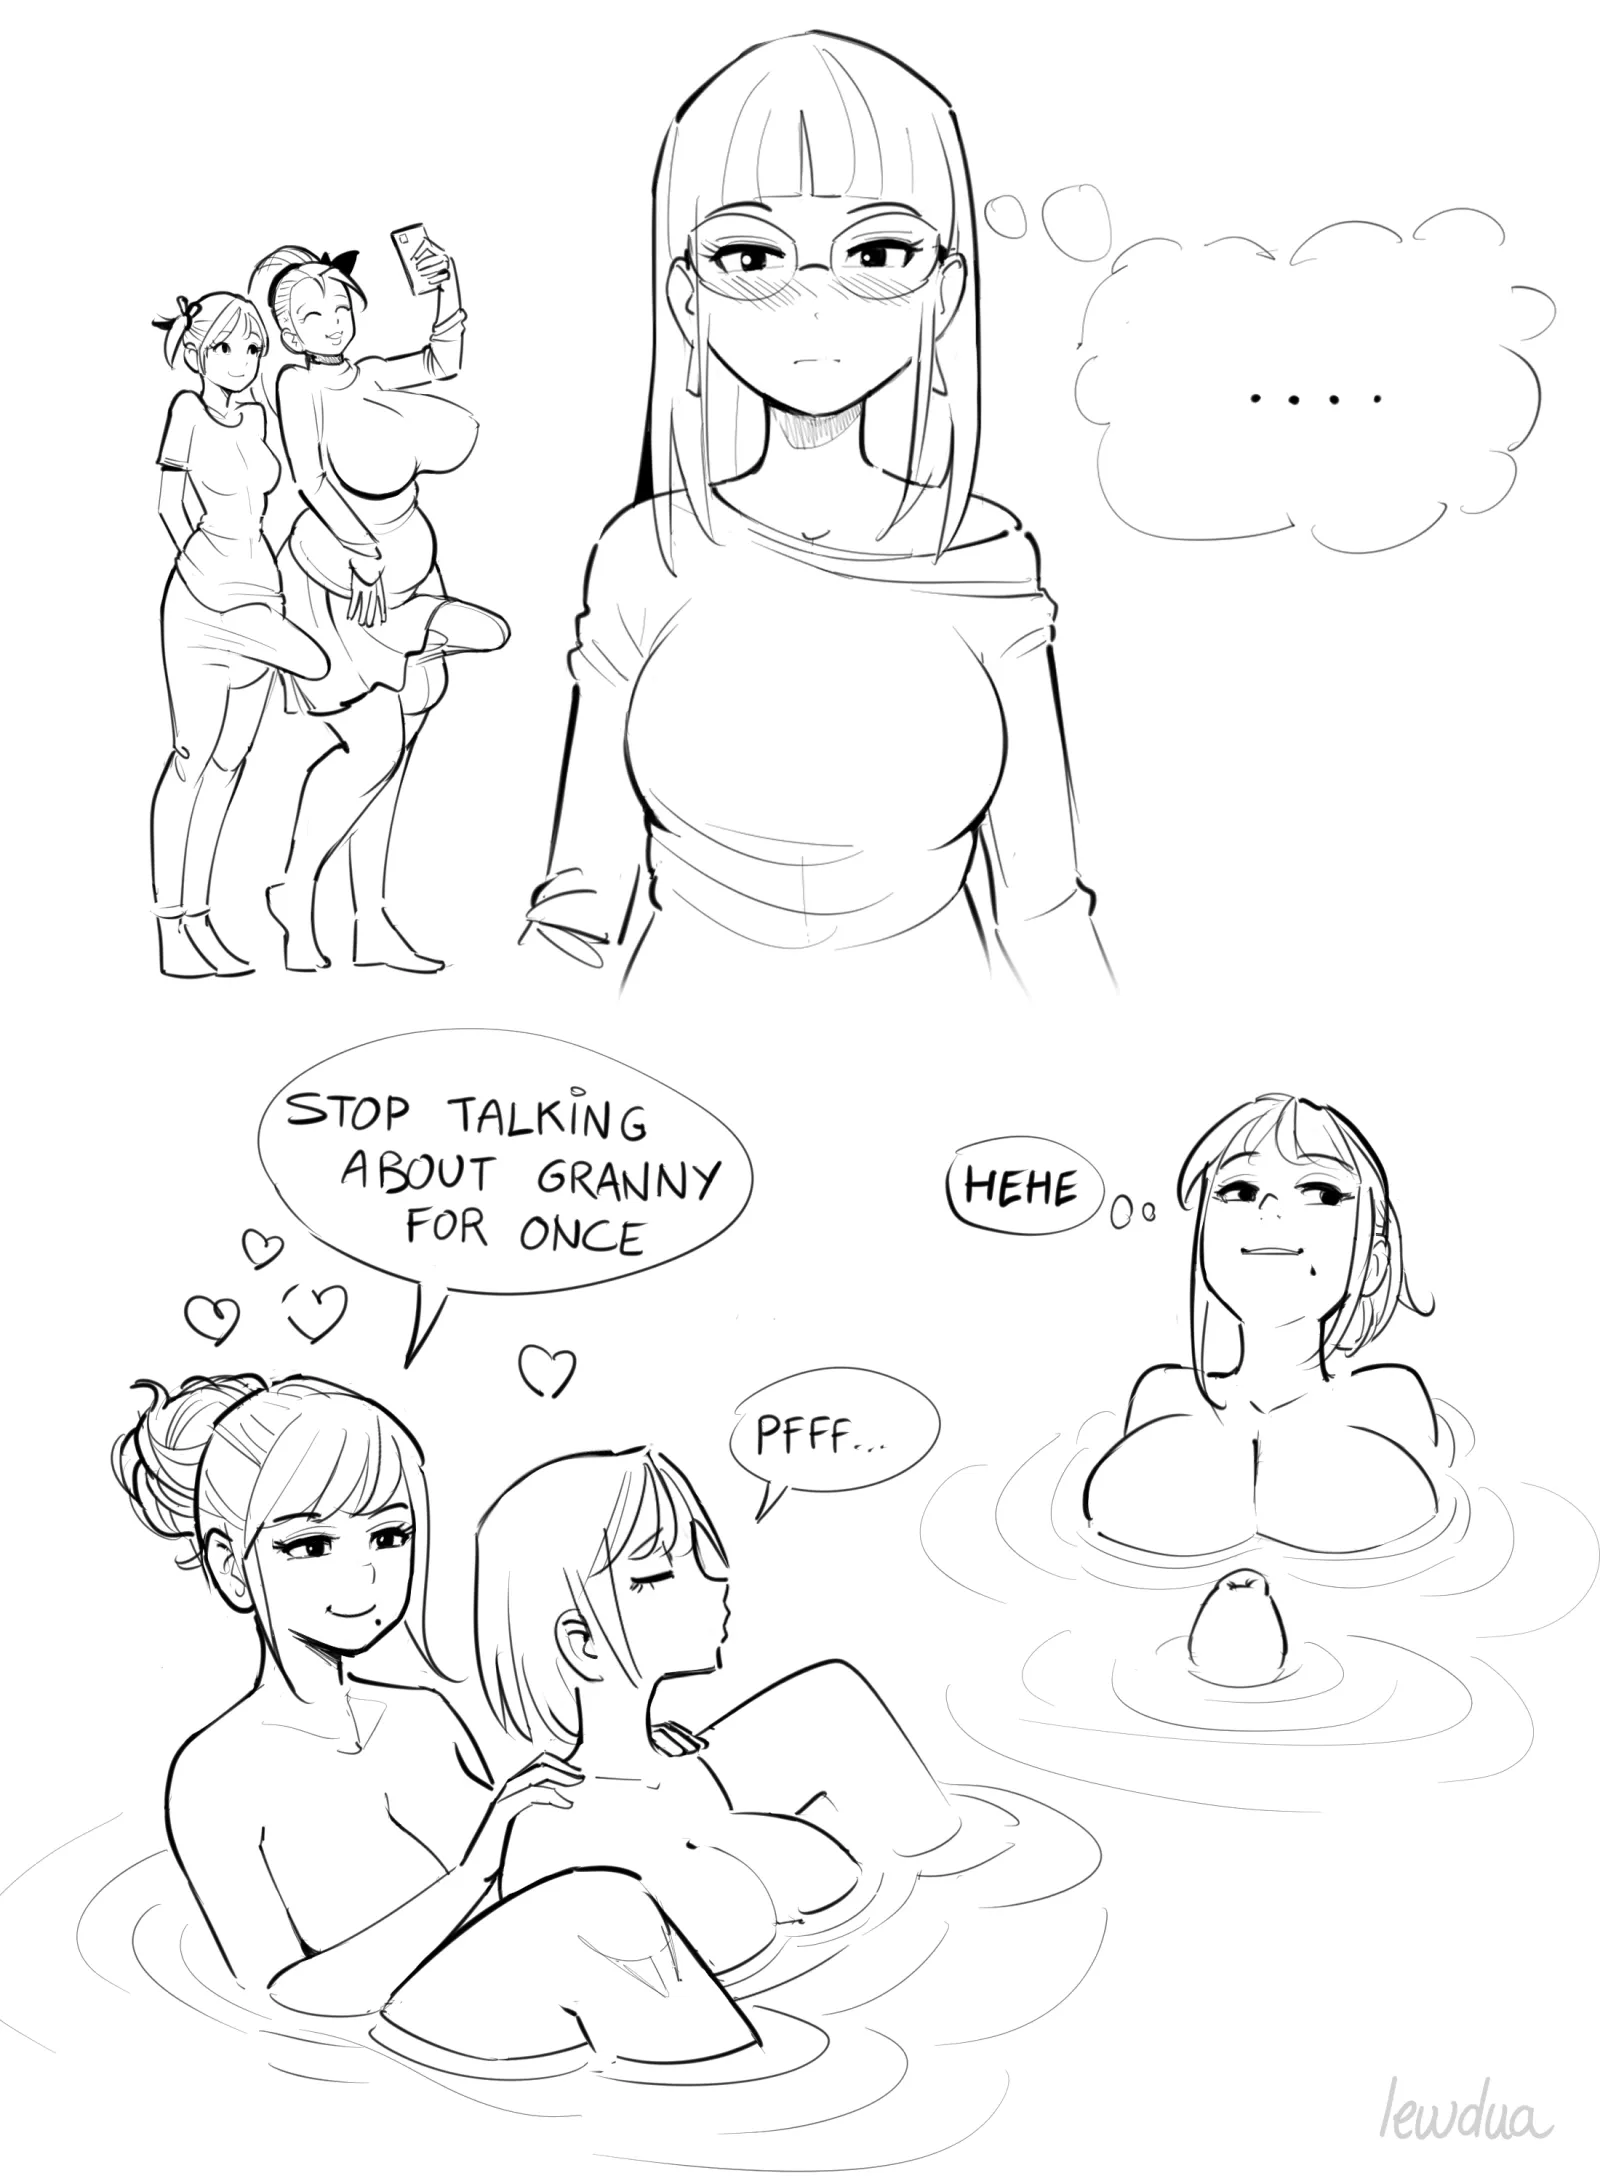 ....
STOP TALKING
ABOUT GRANNY
FOR ONCE
HEHE
PFFF...
lewdua